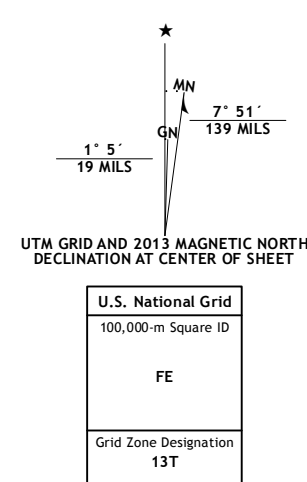 ★
MN
7° 51´
139 MILS
GN
1° 5´
19 MILS
UTM GRID AND 2013 MAGNETIC NORTH
DECLINATION AT CENTER OF SHEET
U.S. National Grid
100,000-m Square ID
FE
Grid Zone Designation
13T